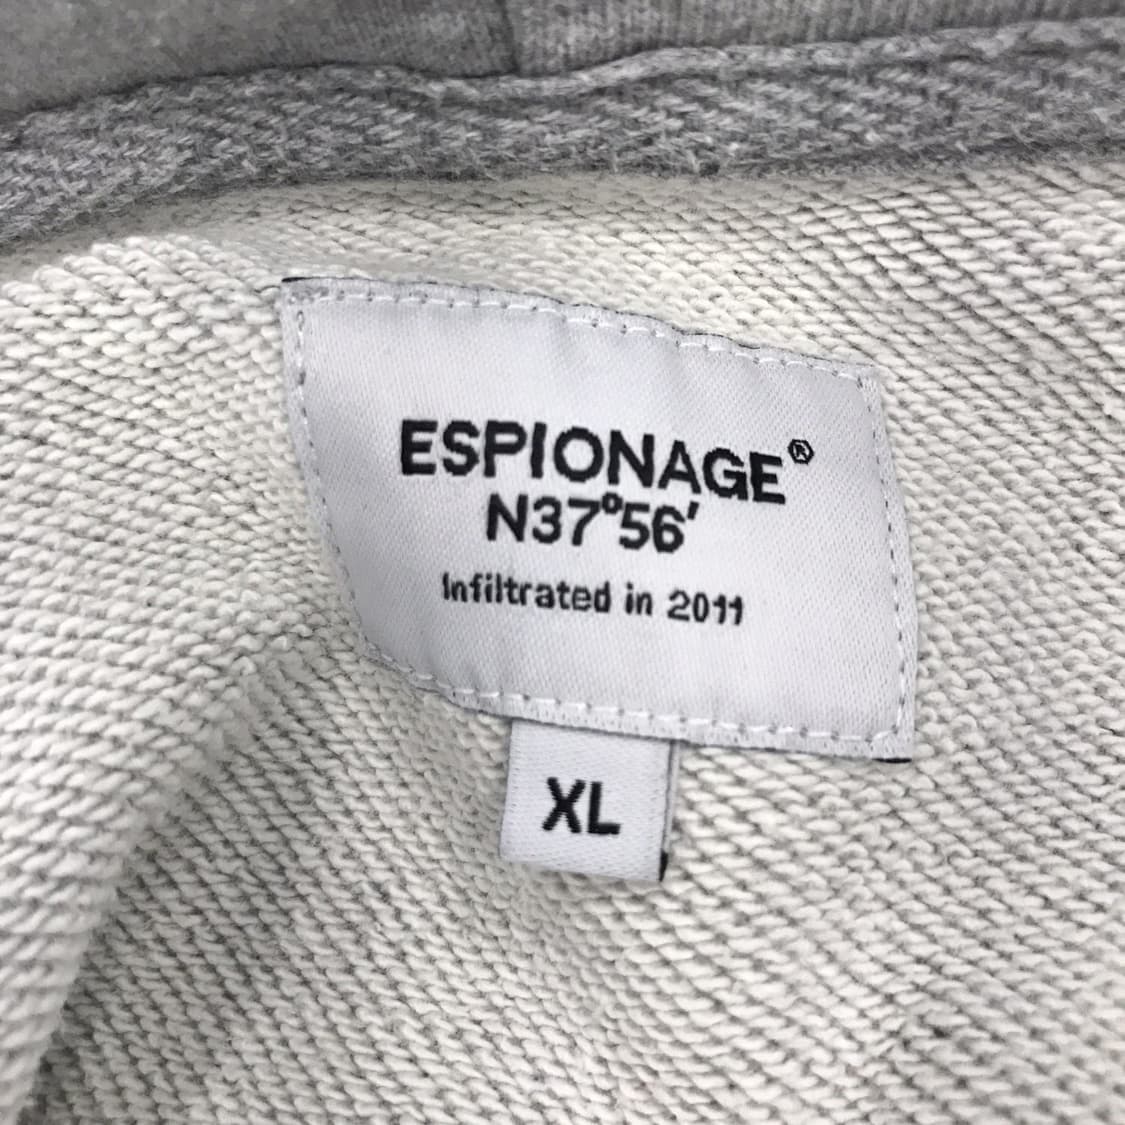 ESPIONAGE®
N37°56′
Infiltrated in 2011
XL